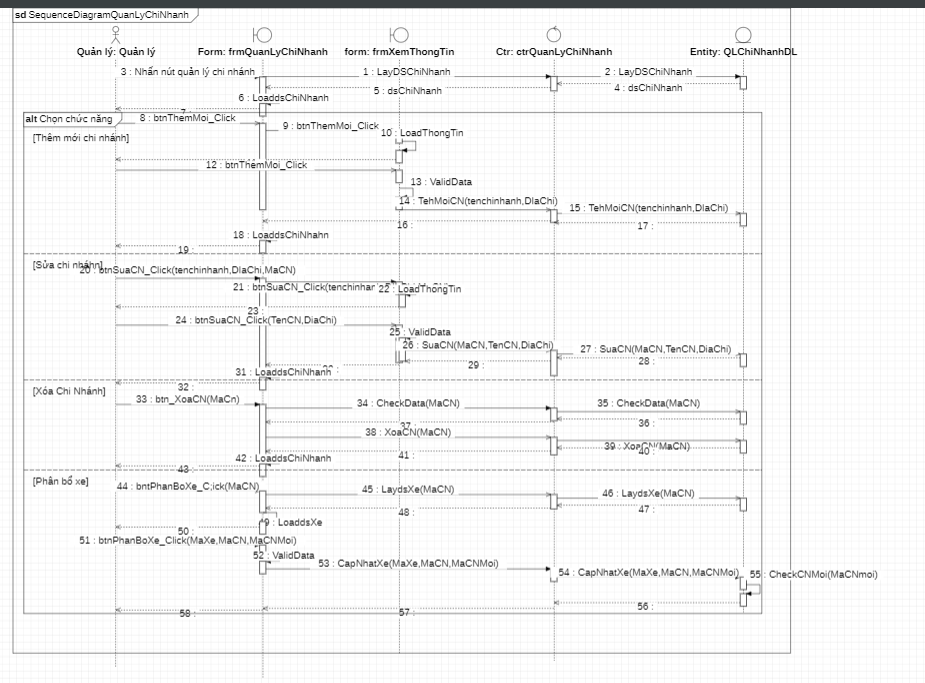 sd SequenceDiagramQuanLyChiNhanh
Quản lý: Quản lý
Form: frmQuanLyChiNhanh
form: frmXemThongTin
Ctr: ctrQuanLyChiNhanh
Entity: QLChiNhanhDL
3 : Nhấn nút quản lý chi nhánh
1 : LayDSChiNhanh
2 : LayDSChiNhanh
5 : dsChiNhanh
4 : dsChiNhanh
6 : LoaddsChiNhanh
7 :
alt Chọn chức năng
8 : btnThemMoi_Click
9 : btnThemMoi_Click
10 : LoadThongTin
[Thêm mới chi nhánh]
12 : btnThemMoi_Click
13 : ValidData
14 : TehMoiCN(tenchinhanh,DIaChi)
15 : TehMoiCN(tenchinhanh,DIaChi)
16 :
17 :
18 : LoaddsChiNhahn
19 :
[Sửa chi nhánh]
20 : btnSuaCN_Click(tenchinhanh,DIaChi,MaCN)
21 : btnSuaCN_Click(tenchinhar
22 : LoadThongTin
23 :
24 : btnSuaCN_Click(TenCN,DiaChi)
25 : ValidData
26 : SuaCN(MaCN,TenCN,DiaChi)
27 : SuaCN(MaCN,TenCN,DiaChi)
28 :
29 :
31 : LoaddsChiNhanh
32 :
[Xóa Chi Nhánh]
33 : btn_XoaCN(MaCn)
34 : CheckData(MaCN)
35 : CheckData(MaCN)
36 :
37 :
38 : XoaCN(MaCN)
39 : XoaCN(MaCN)
40 :
41 :
42 : LoaddsChiNhanh
43 :
[Phân bổ xe]
44 : bntPhanBoXe_C;ick(MaCN)
45 : LaydsXe(MaCN)
46 : LaydsXe(MaCN)
47 :
48 :
9 : LoaddsXe
50 :
51 : btnPhanBoXe_Click(MaXe,MaCN,MaCNMoi)
52 : ValidData
53 : CapNhatXe(MaXe,MaCN,MaCNMoi)
54 : CapNhatXe(MaXe,MaCN,MaCNMoi)
55 : CheckCNMoi(MaCNmoi)
56 :
57 :
58 :